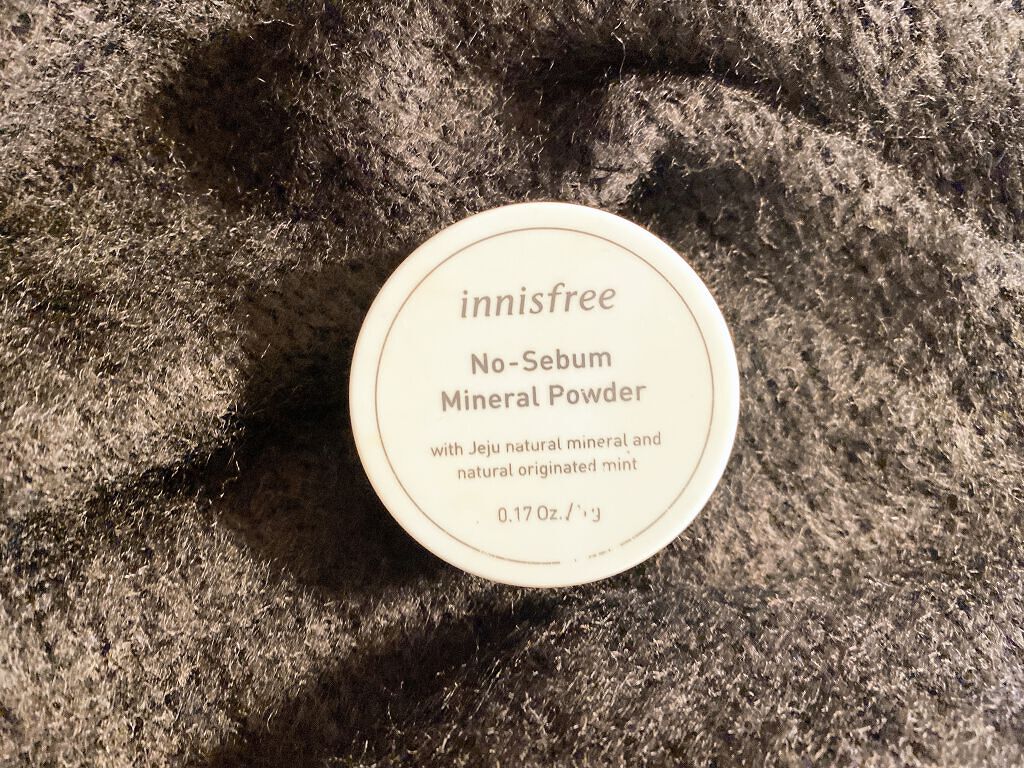 innisfree
No-Sebum
Mineral Powder
with Jeju natural mineral and
natural originated mint
0.17 Oz./